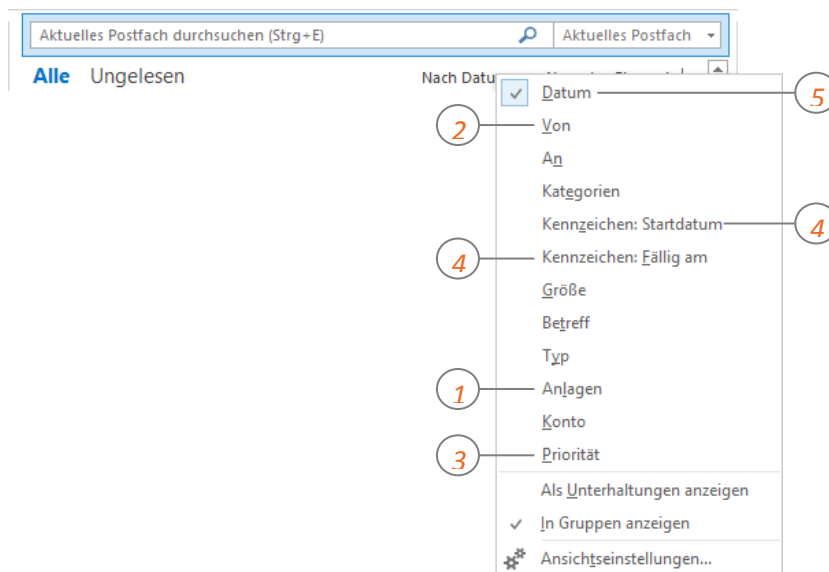 Aktuelles Postfach durchsuchen (Strg+E) Aktuelles Postfach
Alle Ungelesen Nach Datu
Datum 5
2 Von
An
Kategorien
Kennzeichen: Startdatum 4
4 Kennzeichen: Fällig am
Größe
Betreff
Typ
1 Anlagen
Konto
3 Priorität
Als Unterhaltungen anzeigen
In Gruppen anzeigen
Ansichtseinstellungen...